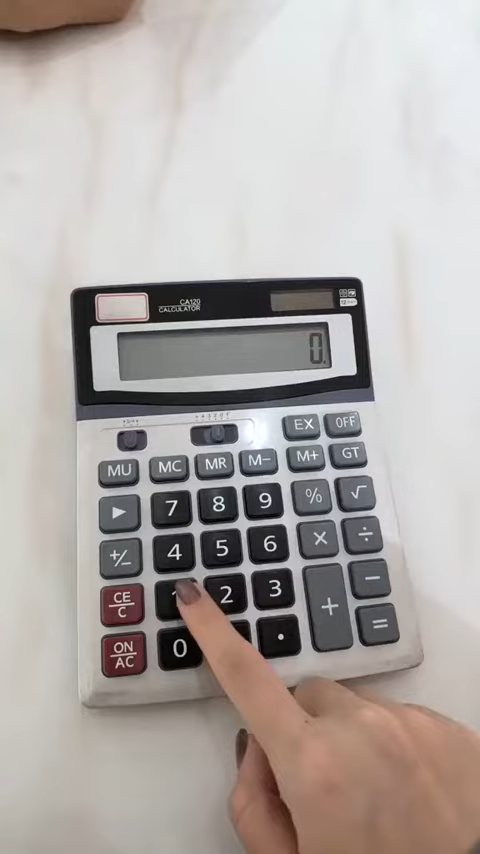 CA120
CALCULATOR
0.
EX OFF
MU MC MR M− M+ GT
▶ 7 8 9 % √
+/− 4 5 6 × ÷
CE/C 1 2 3 + −
ON/AC 0 • =